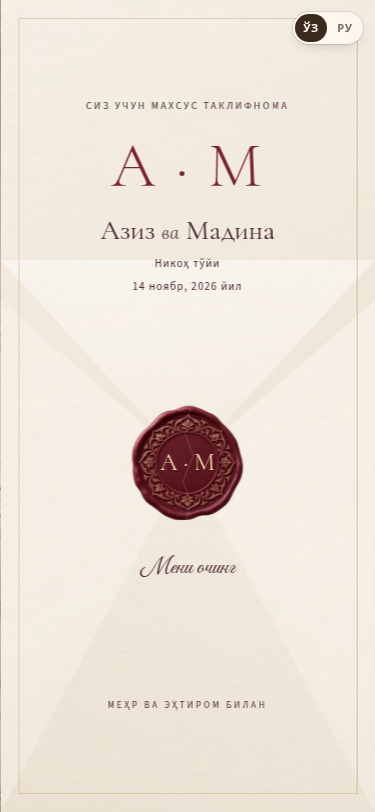 ЎЗ РУ
СИЗ УЧУН МАХСУС ТАКЛИФНОМА
А · М
Азиз ва Мадина
Никоҳ тўйи
14 ноябр, 2026 йил
А · М
Мени очинг
МЕҲР ВА ЭҲТИРОМ БИЛАН